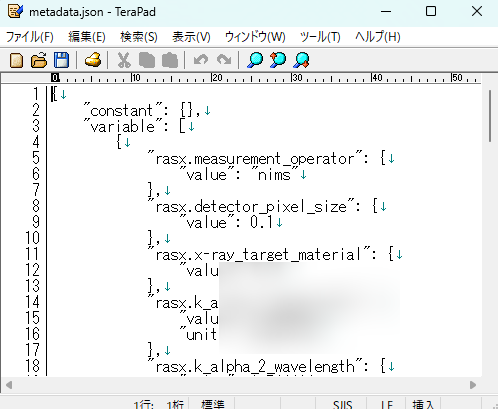 metadata.json - TeraPad
ファイル(F) 編集(E) 検索(S) 表示(V) ウィンドウ(W) ツール(T) ヘルプ(H)
0 10 20 30 40 50
1 [↓
2 "constant": {},↓
3 "variable": [↓
4 {↓
5 "rasx.measurement_operator": {↓
6 "value": "nims"↓
7 },↓
8 "rasx.detector_pixel_size": {↓
9 "value": 0.1↓
10 },↓
11 "rasx.x-ray_target_material": {↓
12 "valu
13 },
14 "rasx.k_a
15 "valu
16 "unit
17 },↓
18 "rasx.k_alpha_2_wavelength": {↓
1行: 1桁 標準 SJIS LF 挿入